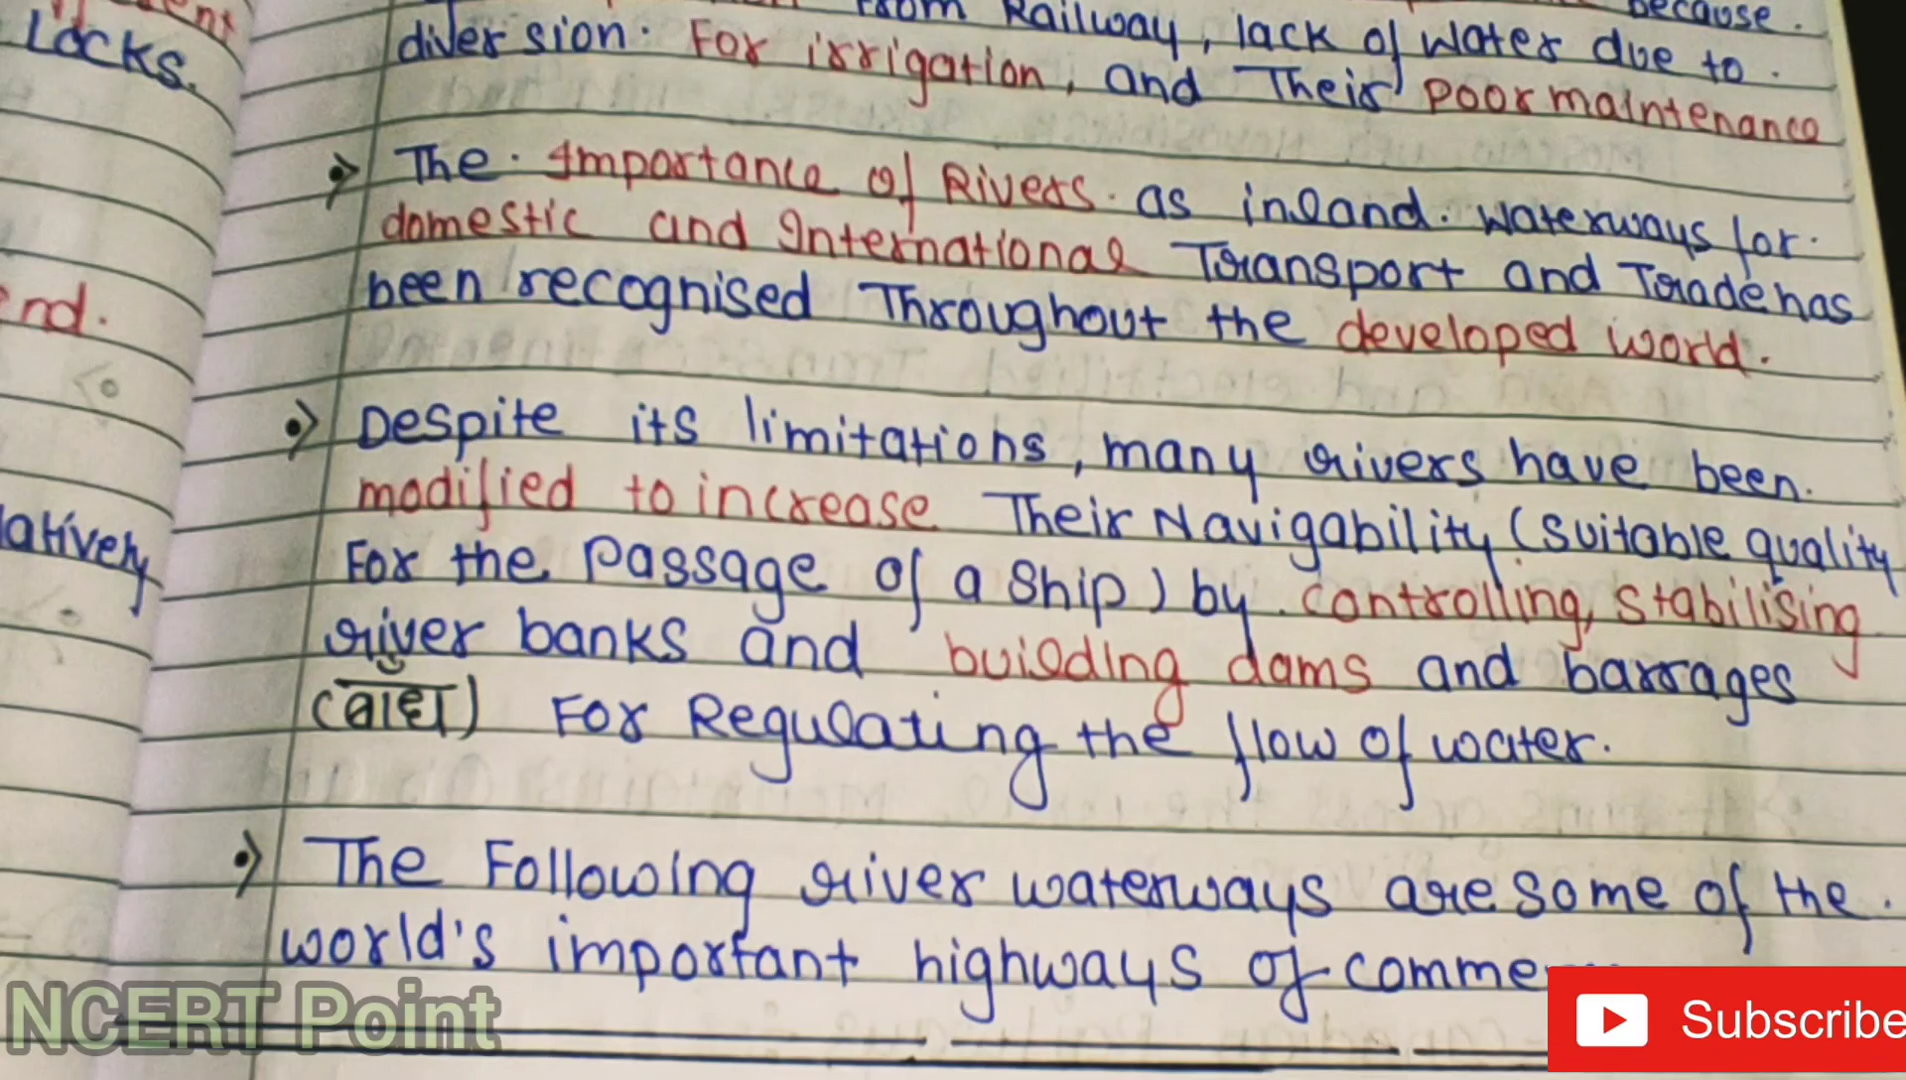 Locks.
nd.
latively
from Railway, lack of water due to
because.
diversion. For irrigation, and Their poor maintenance
The Importance of Rivers as inland waterways for
domestic and International Transport and Trade has
been recognised Throughout the developed world.
Despite its limitations, many rivers have been
modified to increase Their Navigability (Suitable quality
For the Passage of a Ship) by controlling, stabilising
river banks and building dams and barrages
(बाँधों) For Regulating the flow of water.
The Following river waterways are some of the
world's important highways of comme
NCERT Point
Subscribe